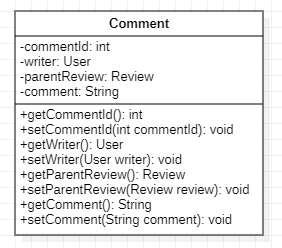 Comment
-commentId: int
-writer: User
-parentReview: Review
-comment: String
+getCommentId(): int
+setCommentId(int commentId): void
+getWriter(): User
+setWriter(User writer): void
+getParentReview(): Review
+setParentReview(Review review): void
+getComment(): String
+setComment(String comment): void